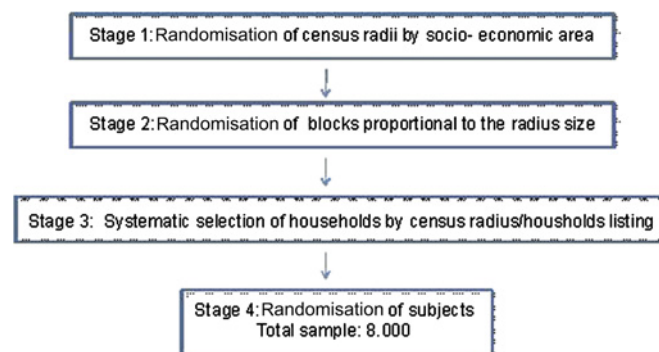 Stage 1: Randomisation of census radii by socio- economic area
Stage 2: Randomisation of blocks proportional to the radius size
Stage 3: Systematic selection of households by census radius/housholds listing
Stage 4: Randomisation of subjects
Total sample: 8.000